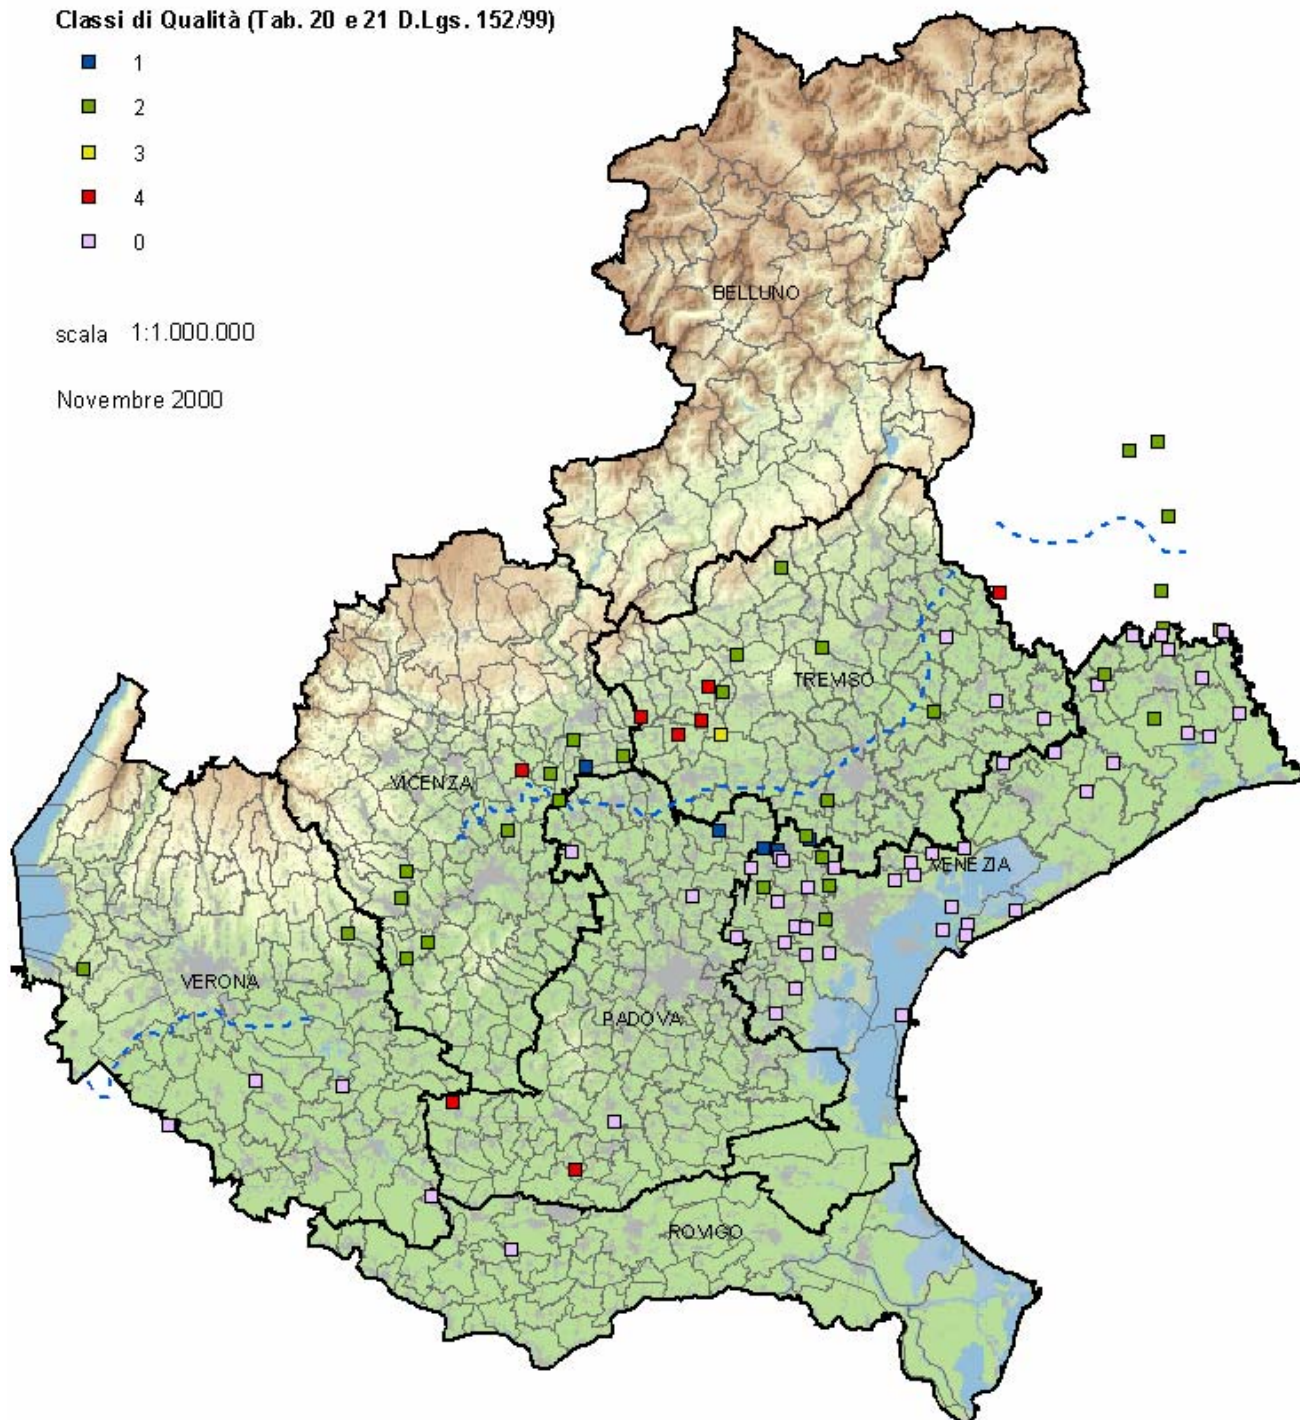 Classi di Qualità (Tab. 20 e 21 D.Lgs. 152/99)
1
2
3
4
0
scala 1:1.000.000
Novembre 2000
BELLUNO
TREVISO
VICENZA
VENEZIA
VERONA
PADOVA
ROVIGO